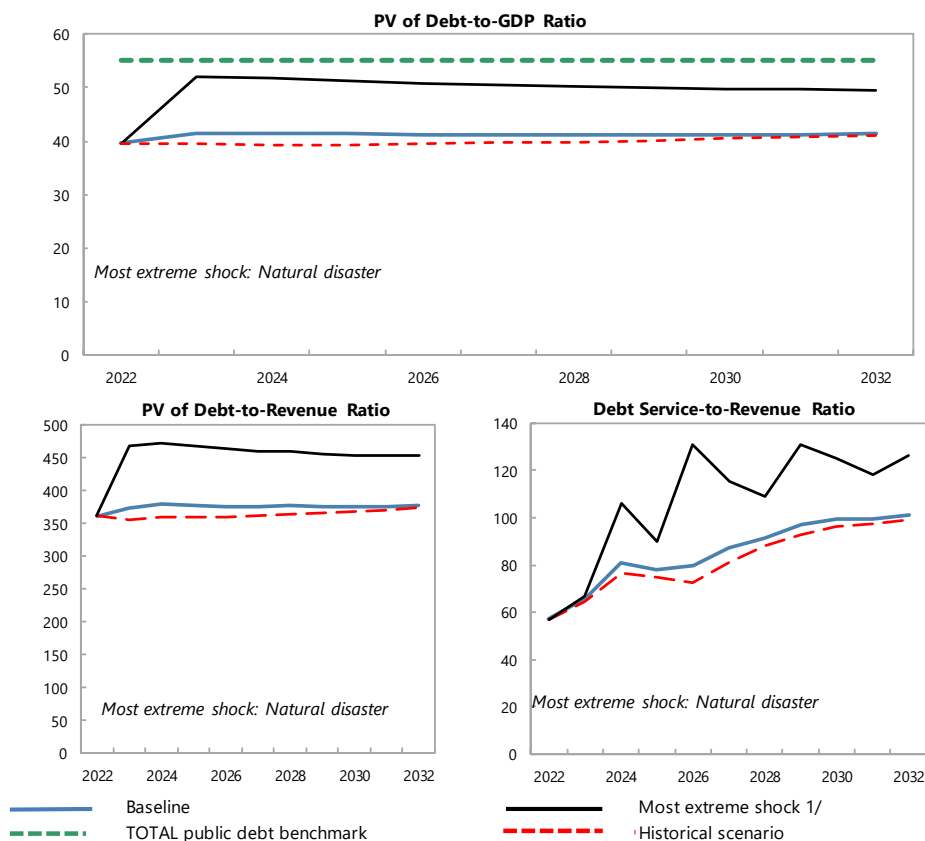 PV of Debt-to-GDP Ratio
60
50
40
30
20
10
0
Most extreme shock: Natural disaster
2022 2024 2026 2028 2030 2032
PV of Debt-to-Revenue Ratio
500
450
400
350
300
250
200
150
100
50
0
Most extreme shock: Natural disaster
2022 2024 2026 2028 2030 2032
Debt Service-to-Revenue Ratio
140
120
100
80
60
40
20
0
Most extreme shock: Natural disaster
2022 2024 2026 2028 2030 2032
Baseline
Most extreme shock 1/
TOTAL public debt benchmark
Historical scenario